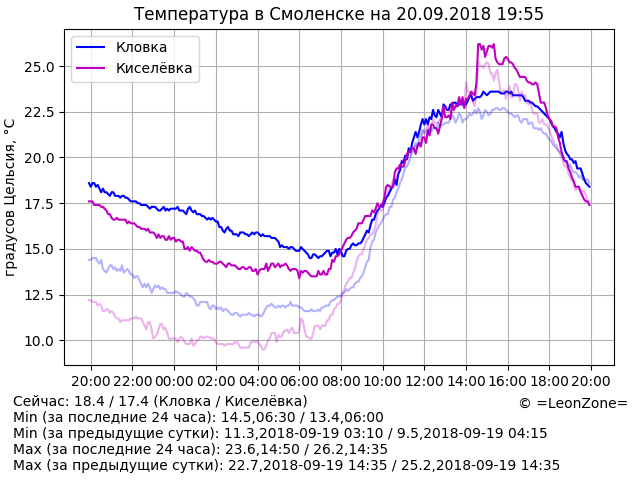 Температура в Смоленске на 20.09.2018 19:55
Кловка
Киселёвка
градусов Цельсия, °C
25.0
22.5
20.0
17.5
15.0
12.5
10.0
20:00 22:00 00:00 02:00 04:00 06:00 08:00 10:00 12:00 14:00 16:00 18:00 20:00
Сейчас: 18.4 / 17.4 (Кловка / Киселёвка)
© =LeonZone=
Min (за последние 24 часа): 14.5,06:30 / 13.4,06:00
Min (за предыдущие сутки): 11.3,2018-09-19 03:10 / 9.5,2018-09-19 04:15
Max (за последние 24 часа): 23.6,14:50 / 26.2,14:35
Max (за предыдущие сутки): 22.7,2018-09-19 14:35 / 25.2,2018-09-19 14:35